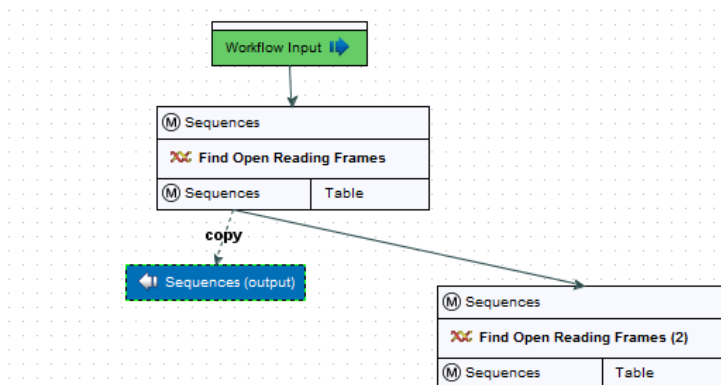 Workflow Input
M Sequences
Find Open Reading Frames
M Sequences Table
copy
Sequences (output)
M Sequences
Find Open Reading Frames (2)
M Sequences Table